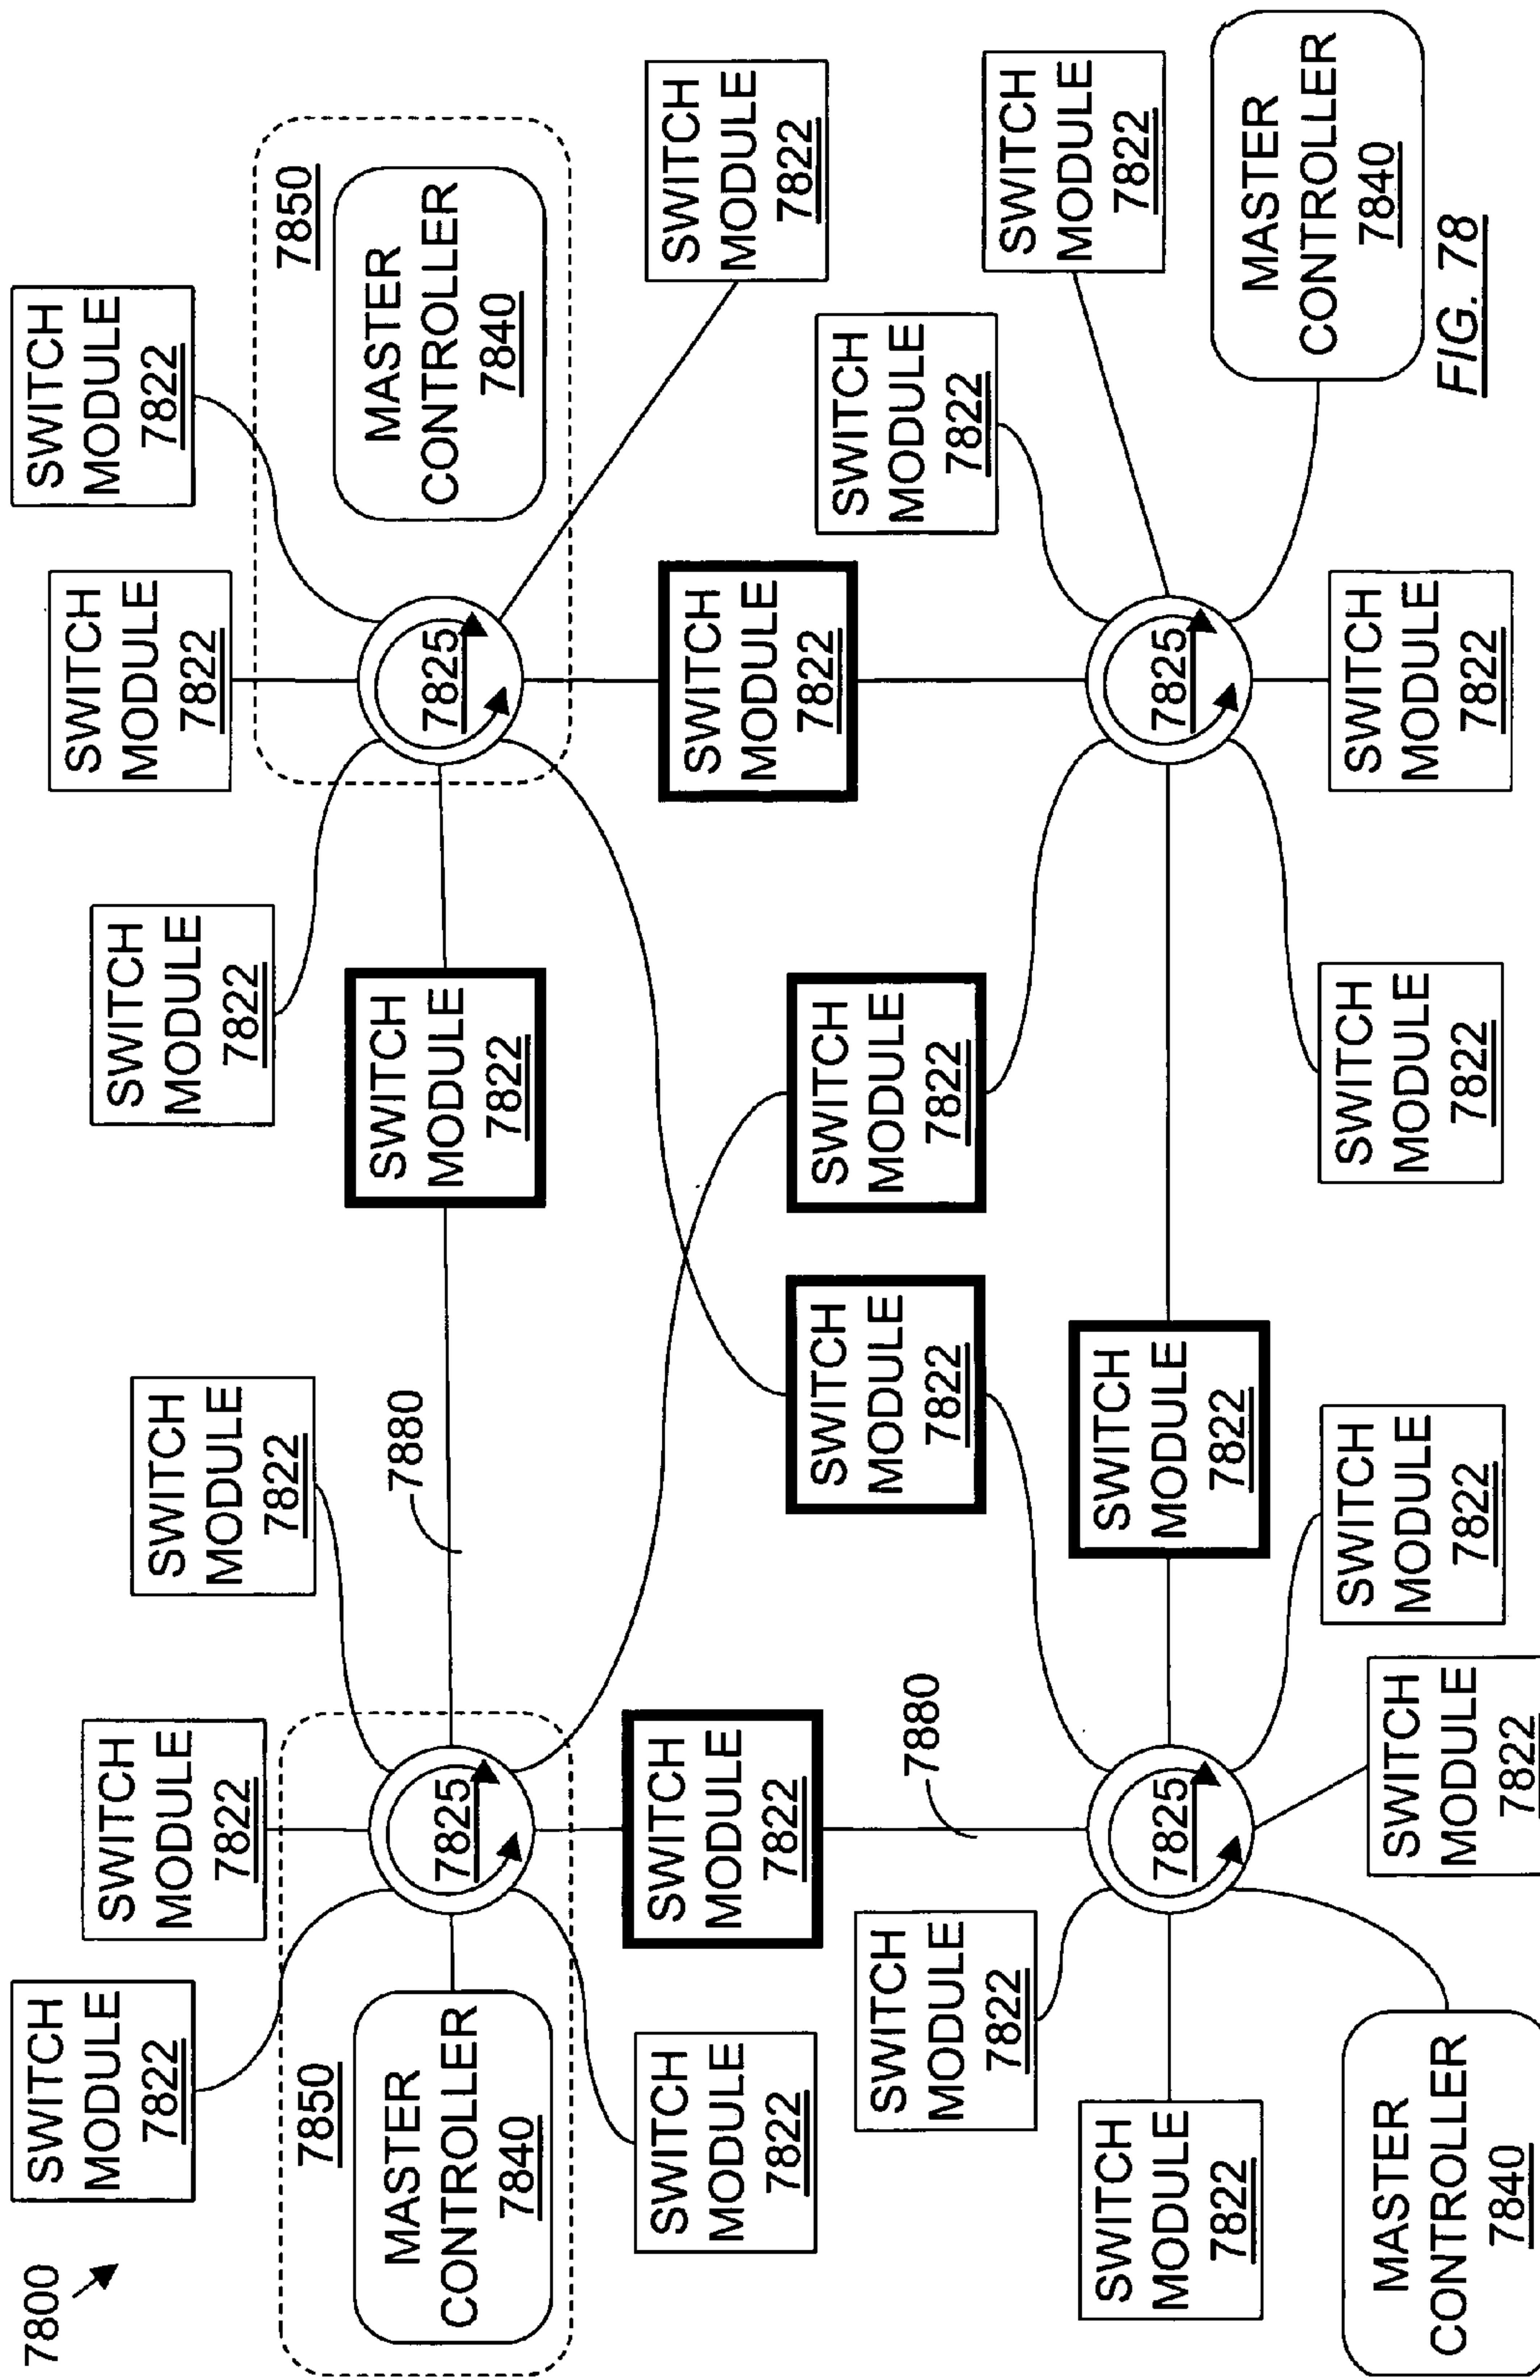 7800
SWITCH
MODULE
7822
SWITCH
MODULE
7822
SWITCH
MODULE
7822
SWITCH
MODULE
7822
SWITCH
MODULE
7822
SWITCH
MODULE
7822
7850
MASTER
CONTROLLER
7840
7825
7880
SWITCH
MODULE
7822
7825
7850
MASTER
CONTROLLER
7840
SWITCH
MODULE
7822
SWITCH
MODULE
7822
SWITCH
MODULE
7822
SWITCH
MODULE
7822
SWITCH
MODULE
7822
7880
SWITCH
MODULE
7822
SWITCH
MODULE
7822
SWITCH
MODULE
7822
SWITCH
MODULE
7822
SWITCH
MODULE
7822
7825
SWITCH
MODULE
7822
7825
MASTER
CONTROLLER
7840
SWITCH
MODULE
7822
SWITCH
MODULE
7822
SWITCH
MODULE
7822
SWITCH
MODULE
7822
MASTER
CONTROLLER
7840
FIG. 78